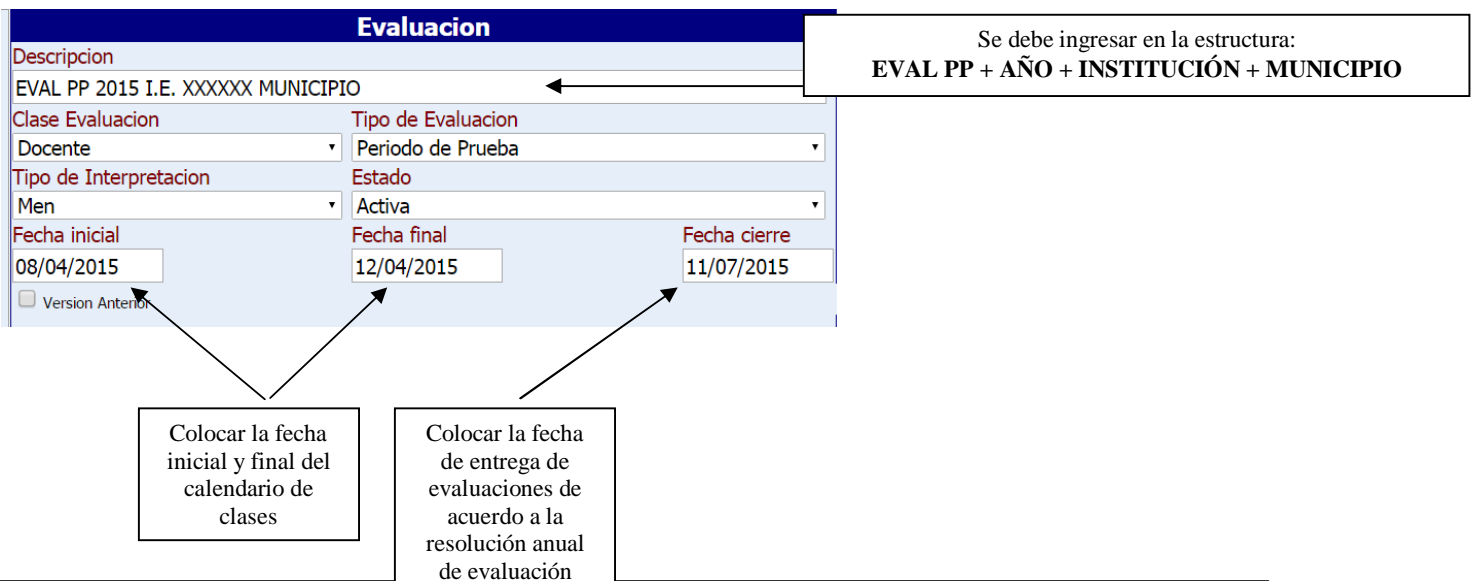 Evaluacion
Se debe ingresar en la estructura:
EVAL PP + AÑO + INSTITUCIÓN + MUNICIPIO
Descripcion
EVAL PP 2015 I.E. XXXXXX MUNICIPIO
Clase Evaluacion Tipo de Evaluacion
Docente Periodo de Prueba
Tipo de Interpretacion Estado
Men Activa
Fecha inicial Fecha final Fecha cierre
08/04/2015 12/04/2015 11/07/2015
Version Anterior
Colocar la fecha
inicial y final del
calendario de
clases
Colocar la fecha
de entrega de
evaluaciones de
acuerdo a la
resolución anual
de evaluación